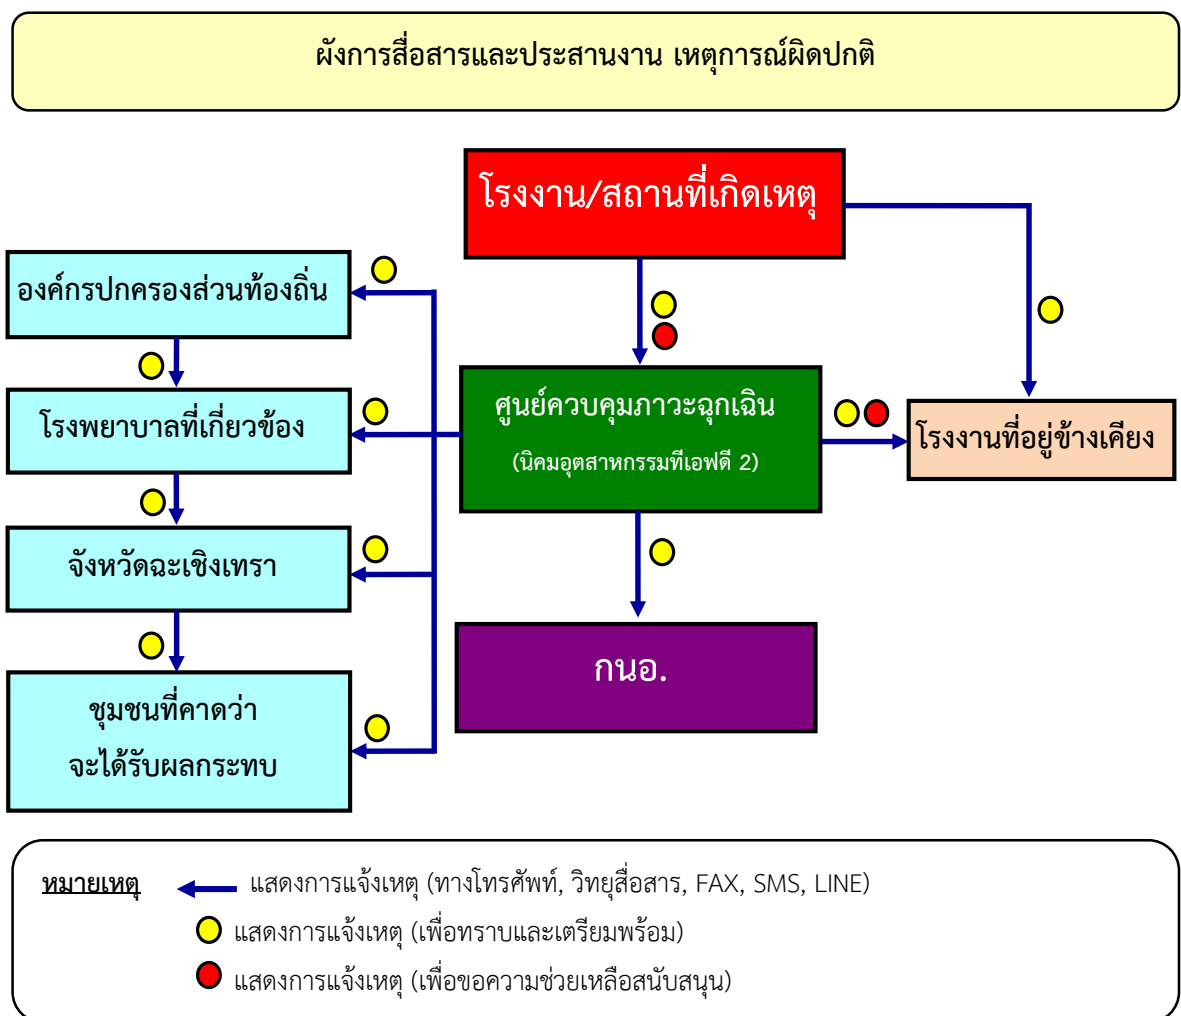 ผังการสื่อสารและประสานงาน เหตุการณ์ผิดปกติ
โรงงาน/สถานที่เกิดเหตุ
องค์กรปกครองส่วนท้องถิ่น
โรงพยาบาลที่เกี่ยวข้อง
ศูนย์ควบคุมภาวะฉุกเฉิน
(นิคมอุตสาหกรรมทีเอฟดี 2)
โรงงานที่อยู่ข้างเคียง
จังหวัดฉะเชิงเทรา
กนอ.
ชุมชนที่คาดว่า
จะได้รับผลกระทบ
หมายเหตุ แสดงการแจ้งเหตุ (ทางโทรศัพท์, วิทยุสื่อสาร, FAX, SMS, LINE)
แสดงการแจ้งเหตุ (เพื่อทราบและเตรียมพร้อม)
แสดงการแจ้งเหตุ (เพื่อขอความช่วยเหลือสนับสนุน)